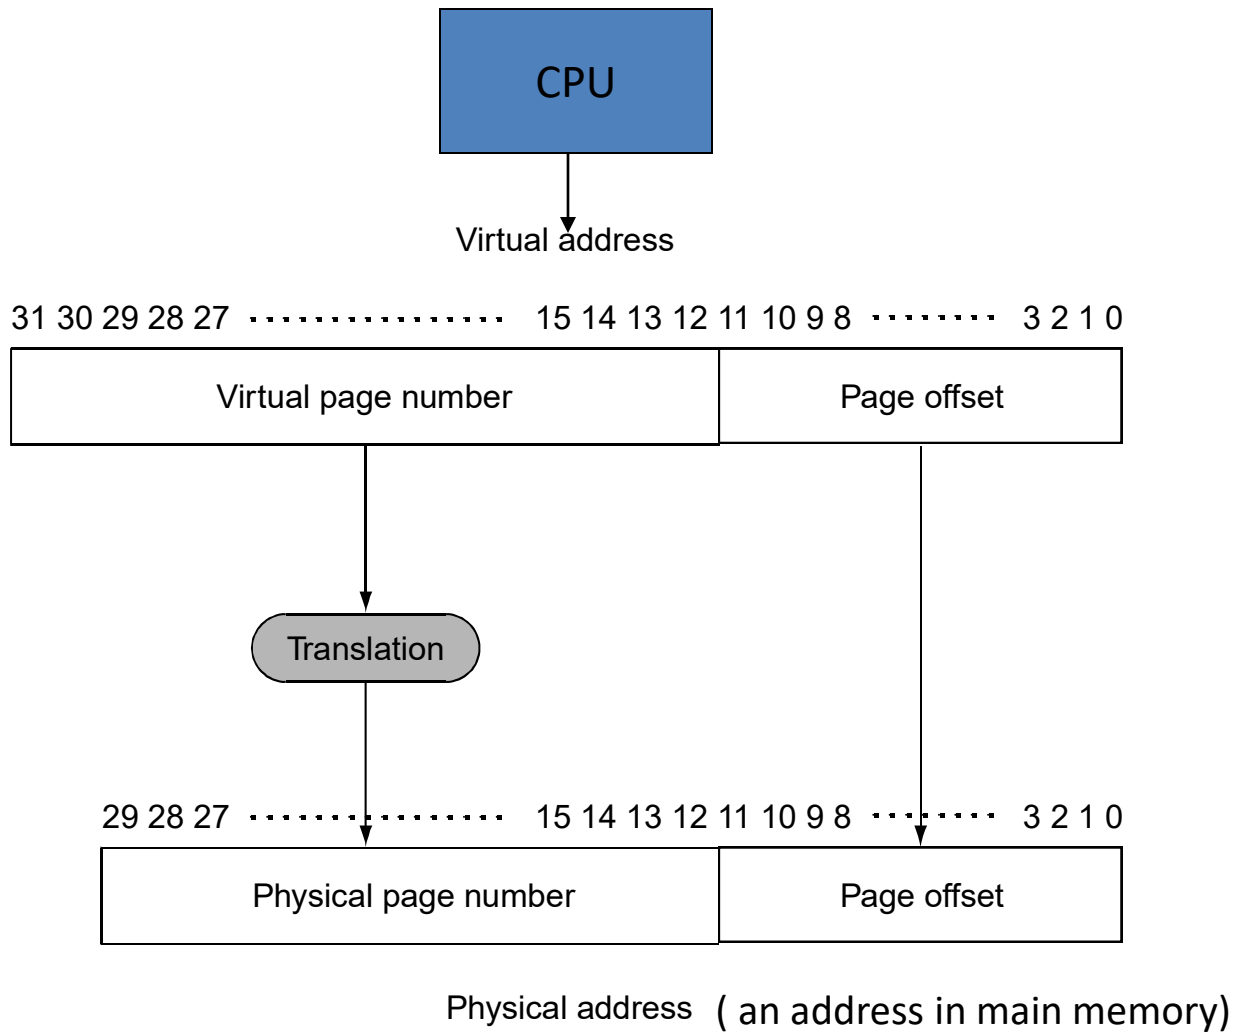 CPU
Virtual address
31 30 29 28 27 ················ 15 14 13 12 11 10 9 8 ········ 3 2 1 0
Virtual page number Page offset
Translation
29 28 27 ················ 15 14 13 12 11 10 9 8 ········ 3 2 1 0
Physical page number Page offset
Physical address ( an address in main memory)